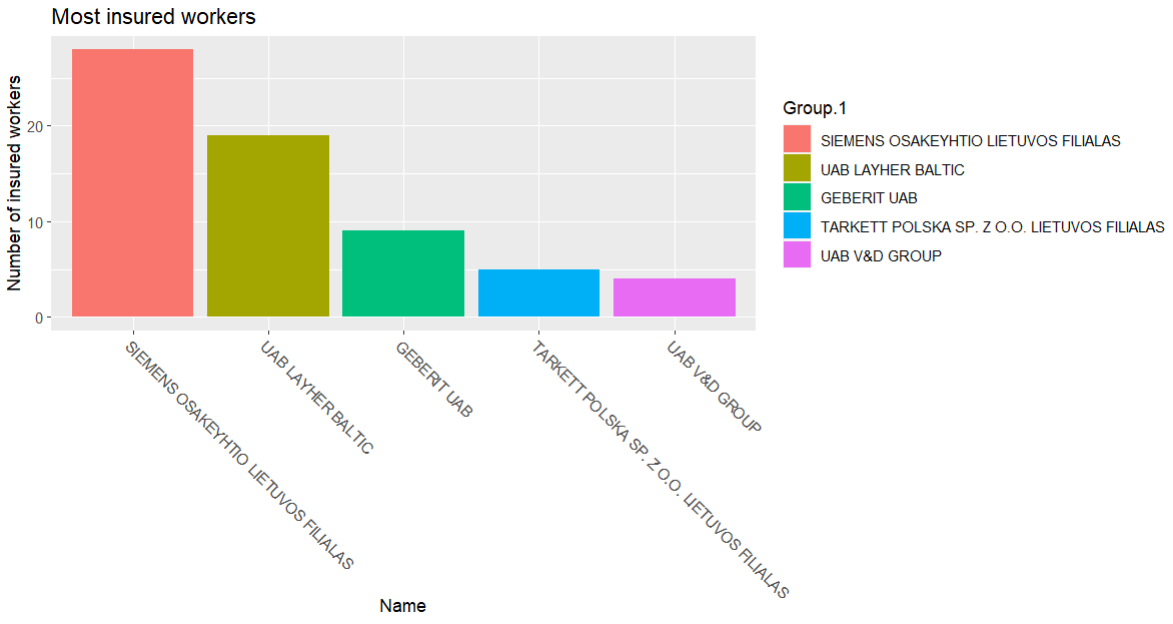 Most insured workers
Number of insured workers
20
10
0
SIEMENS OSAKEYHTIO LIETUVOS FILIALAS
UAB LAYHER BALTIC
GEBERIT UAB
TARKETT POLSKA SP. Z O.O. LIETUVOS FILIALAS
UAB V&D GROUP
Name
Group.1
SIEMENS OSAKEYHTIO LIETUVOS FILIALAS
UAB LAYHER BALTIC
GEBERIT UAB
TARKETT POLSKA SP. Z O.O. LIETUVOS FILIALAS
UAB V&D GROUP